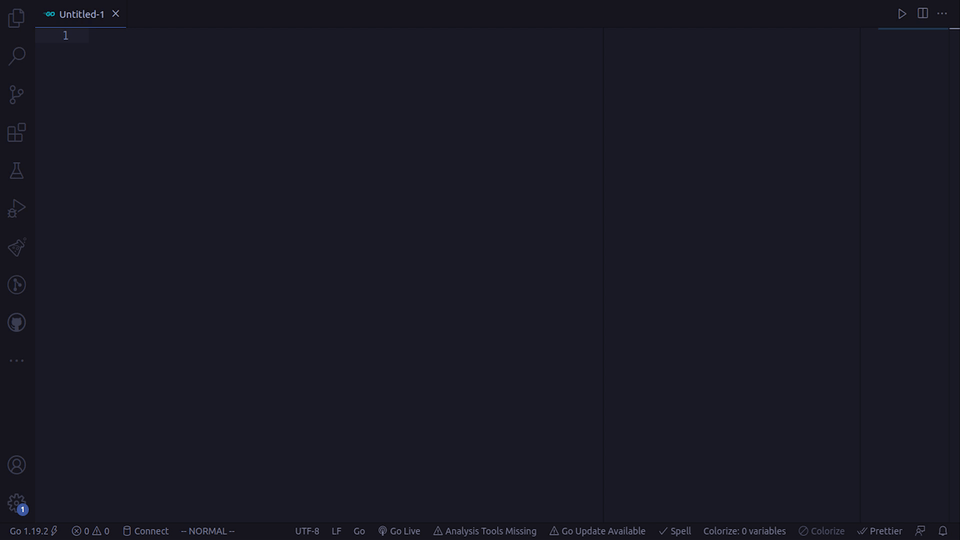 GO Untitled-1
1
1
Go 1.19.2 0 0 Connect -- NORMAL -- UTF-8 LF Go Go Live Analysis Tools Missing Go Update Available Spell Colorize: 0 variables Colorize Prettier